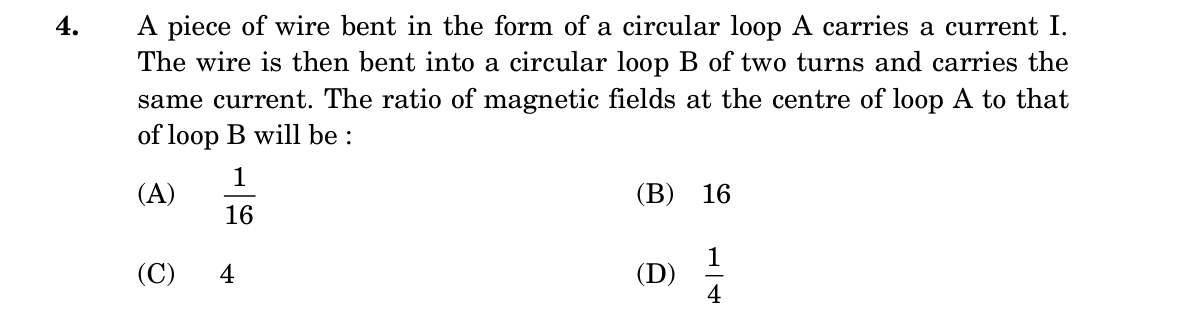 4. A piece of wire bent in the form of a circular loop A carries a current I.
The wire is then bent into a circular loop B of two turns and carries the
same current. The ratio of magnetic fields at the centre of loop A to that
of loop B will be :
(A) 1/16 (B) 16
(C) 4 (D) 1/4